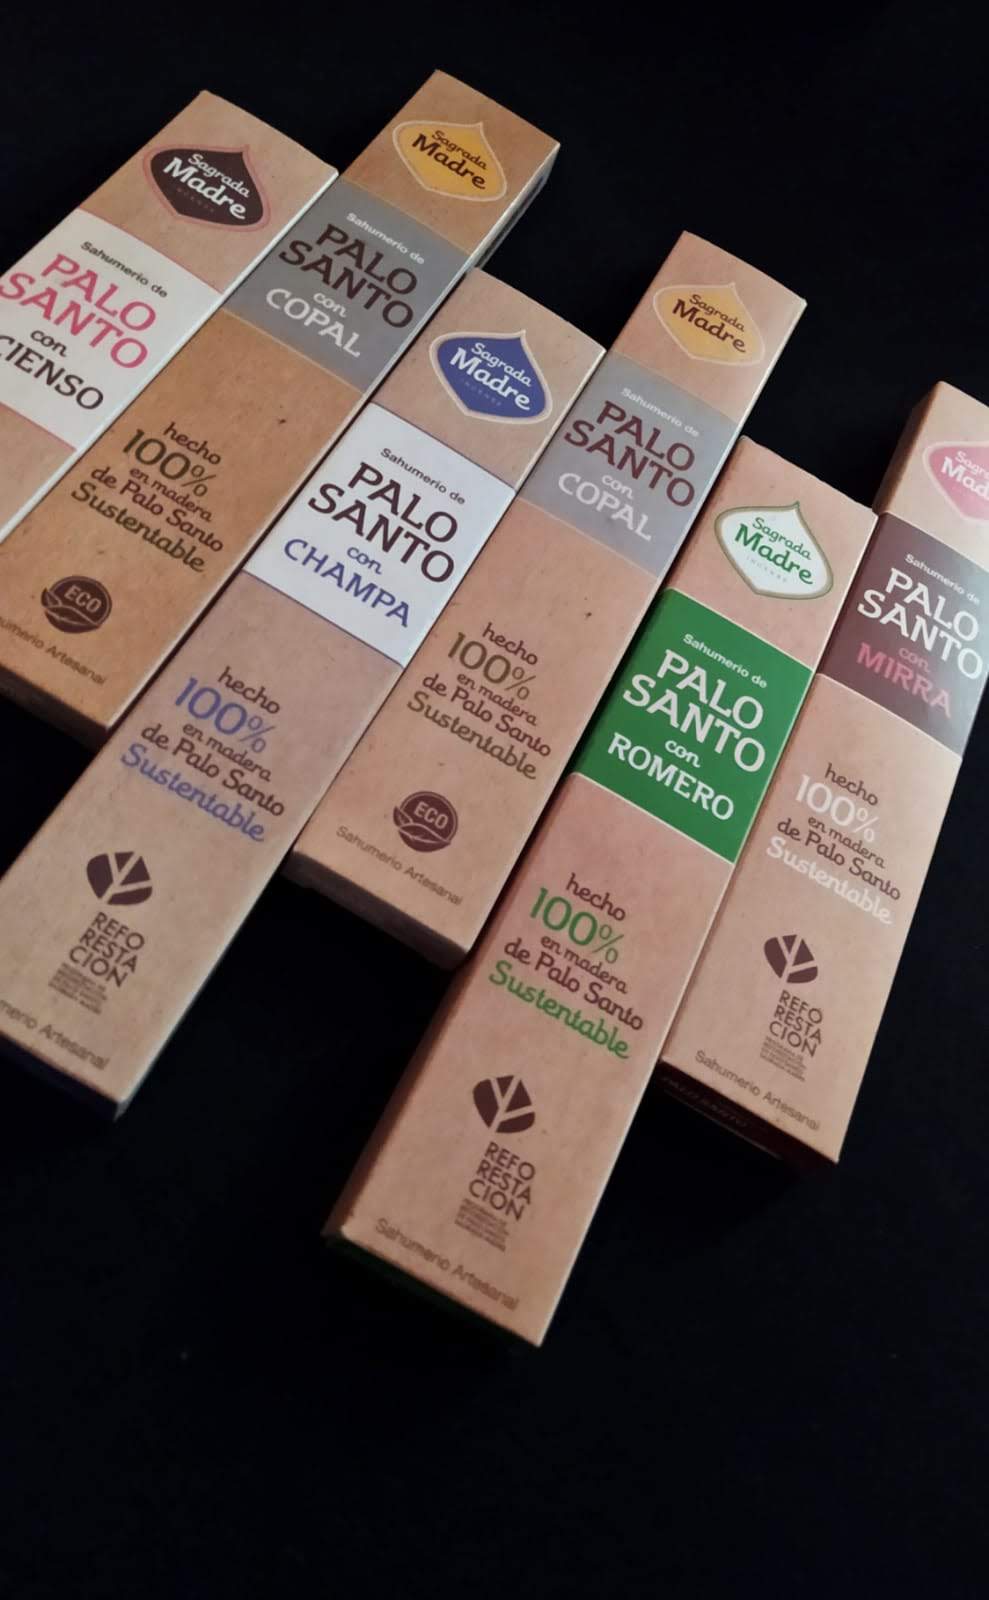 Sagrada
Madre
INCENSE
Sahumerio de
PALO
SANTO
con
CIENSO
Sagrada
Madre
Sahumerio de
PALO
SANTO
con
COPAL
hecho
100%
en madera
de Palo Santo
Sustentable
ECO
Artesanal
Sagrada
Madre
INCENSE
Sahumerio de
PALO
SANTO
con
CHAMPA
hecho
100%
en madera
de Palo Santo
Sustentable
REFO
RESTA
CION
Artesanal
Sagrada
Madre
Sahumerio de
PALO
SANTO
con
COPAL
hecho
100%
en madera
de Palo Santo
Sustentable
ECO
Sahumerio Artesanal
Sagrada
Madre
INCENSE
Sahumerio de
PALO
SANTO
con
ROMERO
hecho
100%
en madera
de Palo Santo
Sustentable
REFO
RESTA
CION
Sahumerio Artesanal
Sahumerio de
PALO
SANTO
con
MIRRA
hecho
100%
en madera
de Palo Santo
Sustentable
REFO
RESTA
CION
Sahumerio Artesanal
PALO SANTO